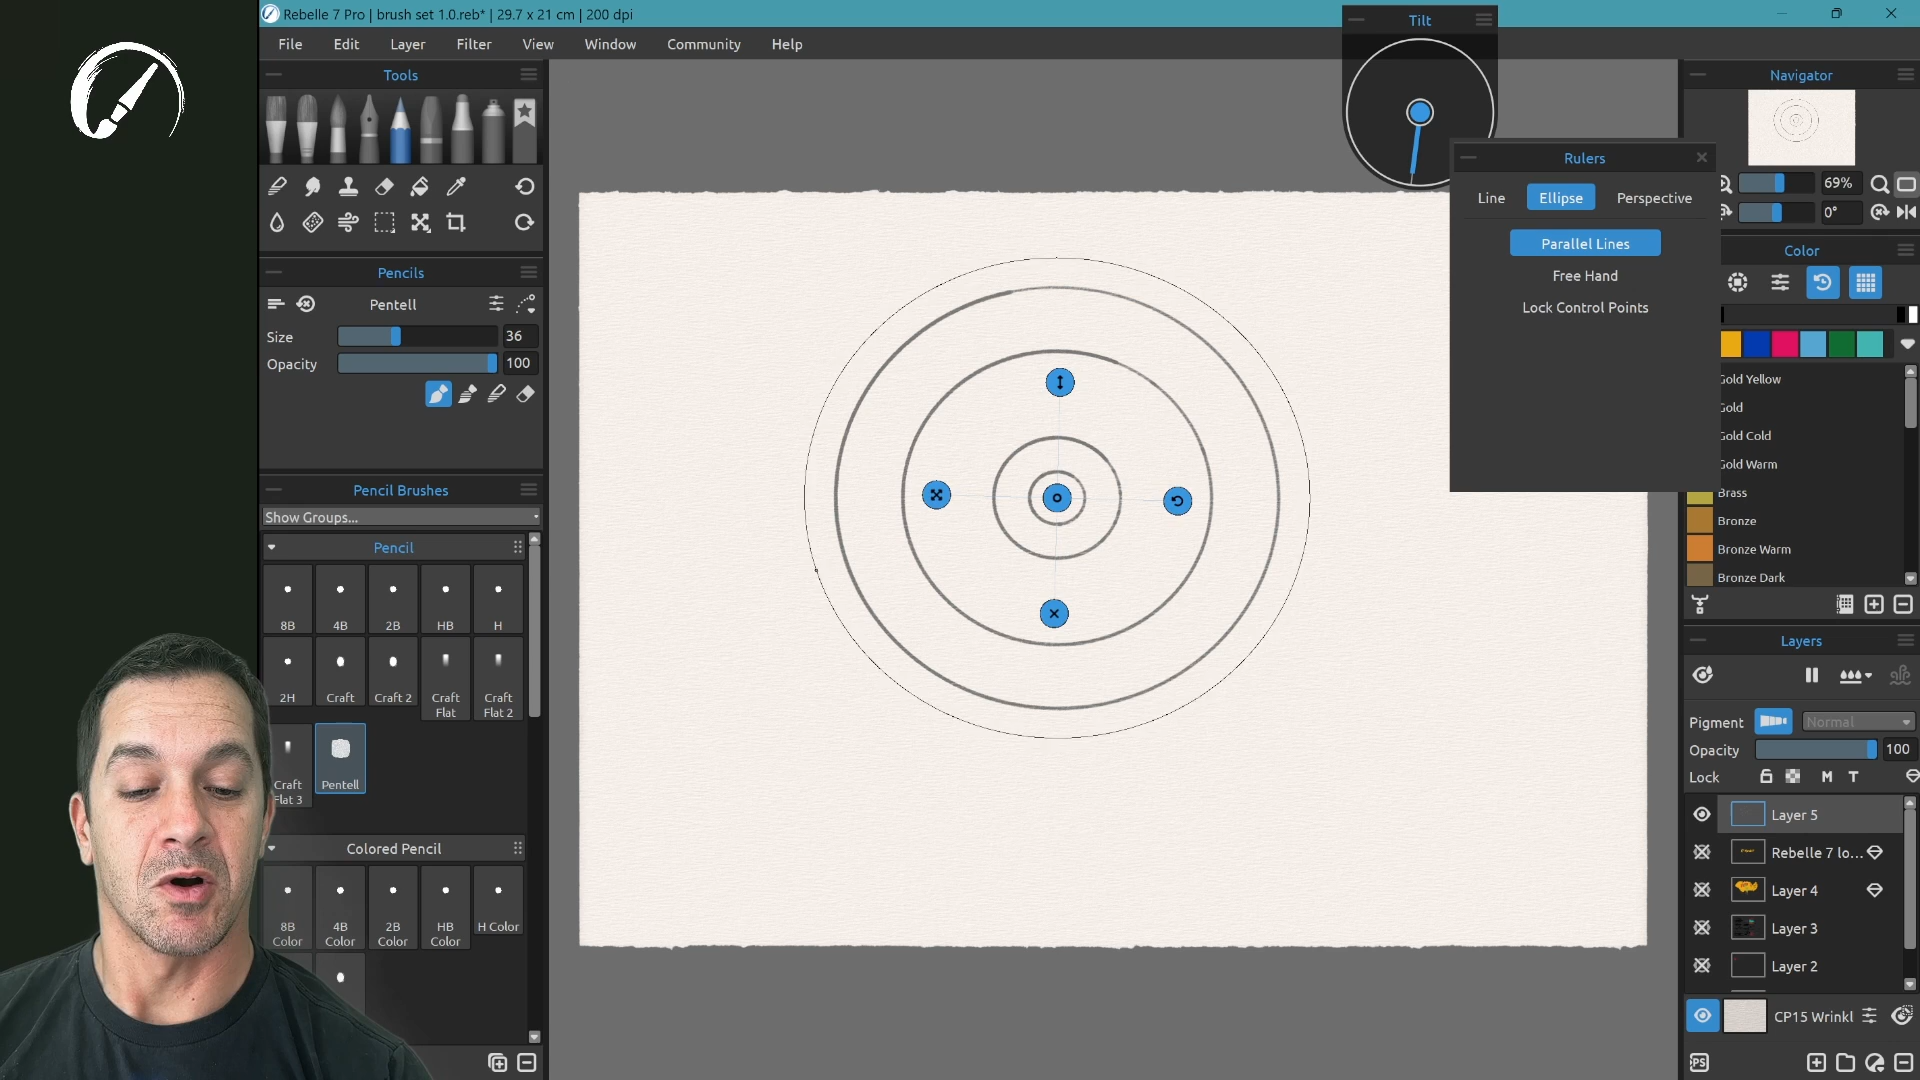 Rebelle 7 Pro | brush set 1.0.reb* | 29.7 x 21 cm | 200 dpi
File Edit Layer Filter View Window Community Help
Tools
Pencils
Pentell
Size 36
Opacity 100
Pencil Brushes
Show Groups...
Pencil
8B 4B 2B HB H
2H Craft Craft 2 Craft Flat Craft Flat 2
Craft Flat 3 Pentell
Colored Pencil
8B Color 4B Color 2B Color HB Color H Color
Tilt
Rulers
Line Ellipse Perspective
Parallel Lines
Free Hand
Lock Control Points
Navigator
69%
0°
Color
Gold Yellow
Gold
Gold Cold
Gold Warm
Brass
Bronze
Bronze Warm
Bronze Dark
Layers
Pigment Normal
Opacity 100
Lock M T
Layer 5
Rebelle 7 lo...
Layer 4
Layer 3
Layer 2
CP15 Wrinkl
PS